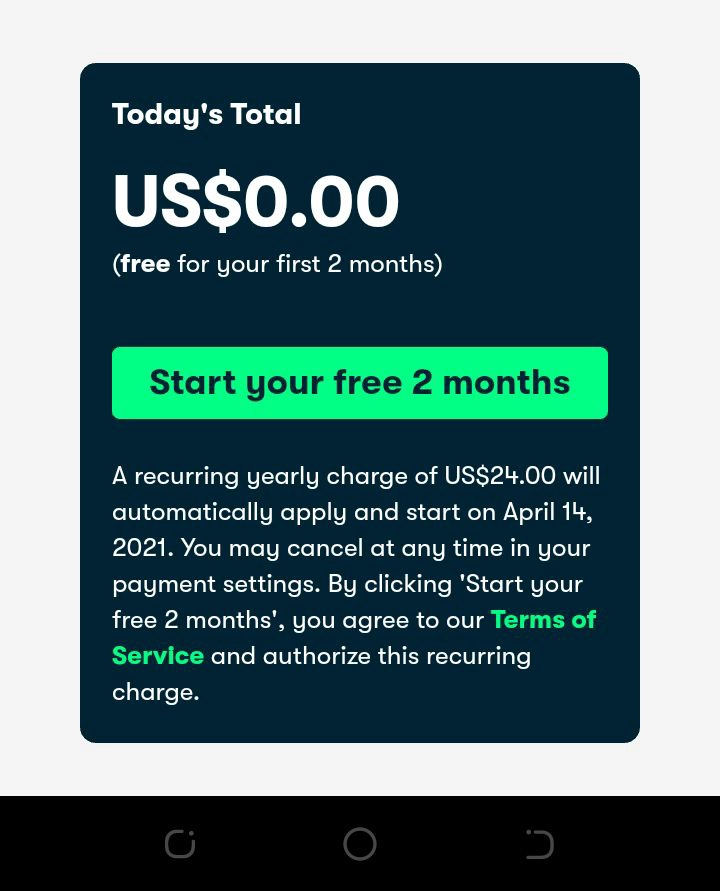 Today's Total
US$0.00
(free for your first 2 months)
Start your free 2 months
A recurring yearly charge of US$24.00 will
automatically apply and start on April 14,
2021. You may cancel at any time in your
payment settings. By clicking 'Start your
free 2 months', you agree to our Terms of
Service and authorize this recurring
charge.